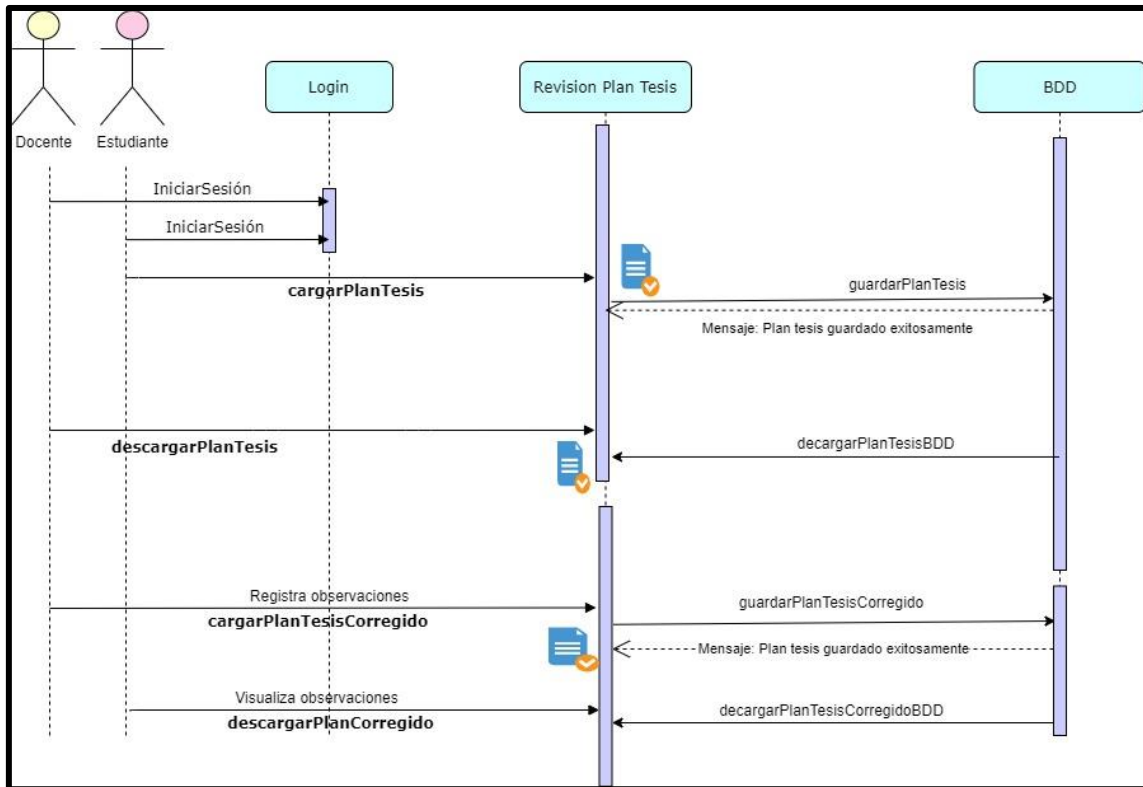 Login
Revision Plan Tesis
BDD
Docente
Estudiante
IniciarSesión
IniciarSesión
cargarPlanTesis
guardarPlanTesis
Mensaje: Plan tesis guardado exitosamente
descargarPlanTesis
decargarPlanTesisBDD
Registra observaciones
cargarPlanTesisCorregido
guardarPlanTesisCorregido
Mensaje: Plan tesis guardado exitosamente
Visualiza observaciones
descargarPlanCorregido
decargarPlanTesisCorregidoBDD